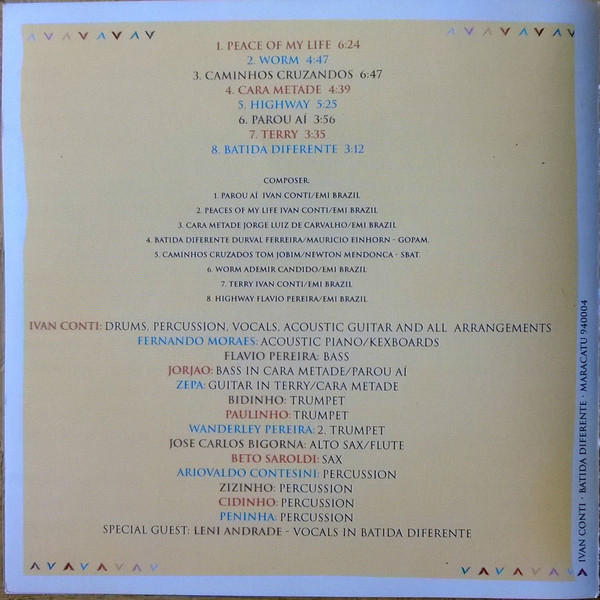 1. PEACE OF MY LIFE 6:24
2. WORM 4:47
3. CAMINHOS CRUZANDOS 6:47
4. CARA METADE 4:39
5. HIGHWAY 5:25
6. PAROU AÍ 3:56
7. TERRY 3:35
8. BATIDA DIFERENTE 3:12
COMPOSER:
1. PAROU AÍ IVAN CONTI/EMI BRAZIL
2. PEACES OF MY LIFE IVAN CONTI/EMI BRAZIL
3. CARA METADE JORGE LUIZ DE CARVALHO/EMI BRAZIL
4. BATIDA DIFERENTE DURVAL FERREIRA/MAURICIO EINHORN - GOPAM.
5. CAMINHOS CRUZADOS TOM JOBIM/NEWTON MENDONCA - SBAT.
6. WORM ADEMIR CANDIDO/EMI BRAZIL
7. TERRY IVAN CONTI/EMI BRAZIL
8. HIGHWAY FLAVIO PEREIRA/EMI BRAZIL
IVAN CONTI: DRUMS, PERCUSSION, VOCALS, ACOUSTIC GUITAR AND ALL ARRANGEMENTS
FERNANDO MORAES: ACOUSTIC PIANO/KEXBOARDS
FLAVIO PEREIRA: BASS
JORJAO: BASS IN CARA METADE/PAROU AÍ
ZEPA: GUITAR IN TERRY/CARA METADE
BIDINHO: TRUMPET
PAULINHO: TRUMPET
WANDERLEY PEREIRA: 2. TRUMPET
JOSE CARLOS BIGORNA: ALTO SAX/FLUTE
BETO SAROLDI: SAX
ARIOVALDO CONTESINI: PERCUSSION
ZIZINHO: PERCUSSION
CIDINHO: PERCUSSION
PENINHA: PERCUSSION
SPECIAL GUEST: LENI ANDRADE - VOCALS IN BATIDA DIFERENTE
IVAN CONTI · BATIDA DIFERENTE · MARACATU 940004